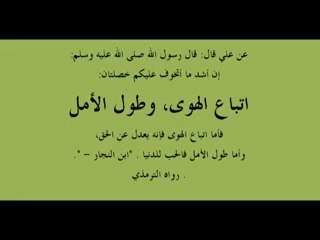 عن علي قال: قال رسول الله صلى الله عليه وسلم:
إن أشد ما أتخوف عليكم خصلتان:
اتباع الهوى، وطول الأمل
فأما اتباع الهوى فإنه يعدل عن الحق،
وأما طول الأمل فالحب للدنيا . "ابن النجار – ".
. رواه الترمذي